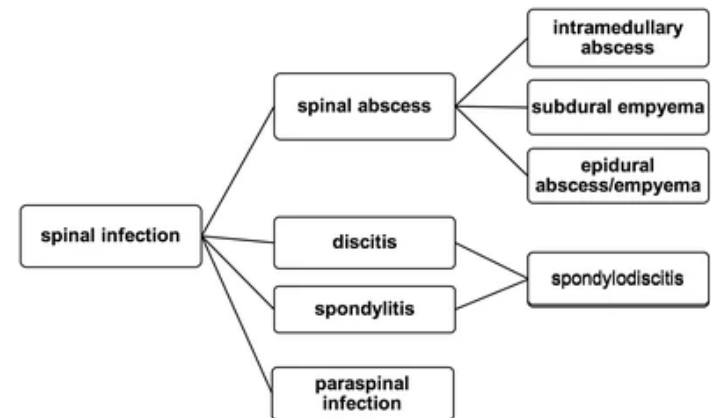 intramedullary
abscess
spinal abscess
subdural empyema
epidural
abscess/empyema
spinal infection
discitis
spondylodiscitis
spondylitis
paraspinal
infection